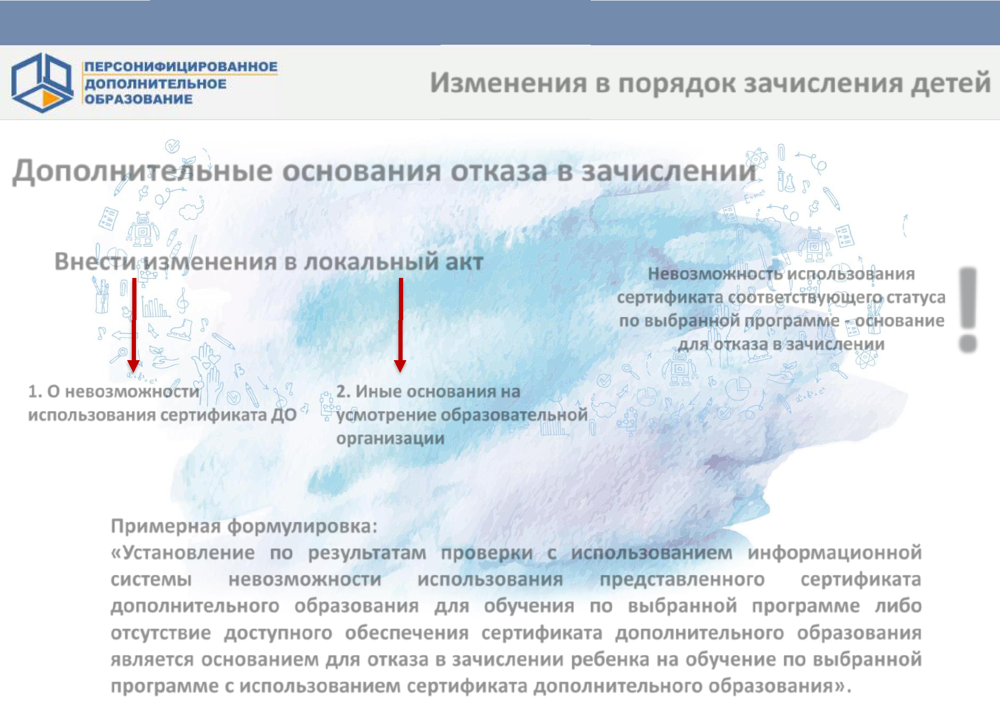 ПЕРСОНИФИЦИРОВАННОЕ
ДОПОЛНИТЕЛЬНОЕ
ОБРАЗОВАНИЕ
Изменения в порядок зачисления детей
Дополнительные основания отказа в зачислении
Внести изменения в локальный акт
Невозможность использования
сертификата соответствующего статуса
по выбранной программе - основание
для отказа в зачислении
!
1. О невозможности
использования сертификата ДО
2. Иные основания на
усмотрение образовательной
организации
Примерная формулировка:
«Установление по результатам проверки с использованием информационной
системы невозможности использования представленного сертификата
дополнительного образования для обучения по выбранной программе либо
отсутствие доступного обеспечения сертификата дополнительного образования
является основанием для отказа в зачислении ребенка на обучение по выбранной
программе с использованием сертификата дополнительного образования».